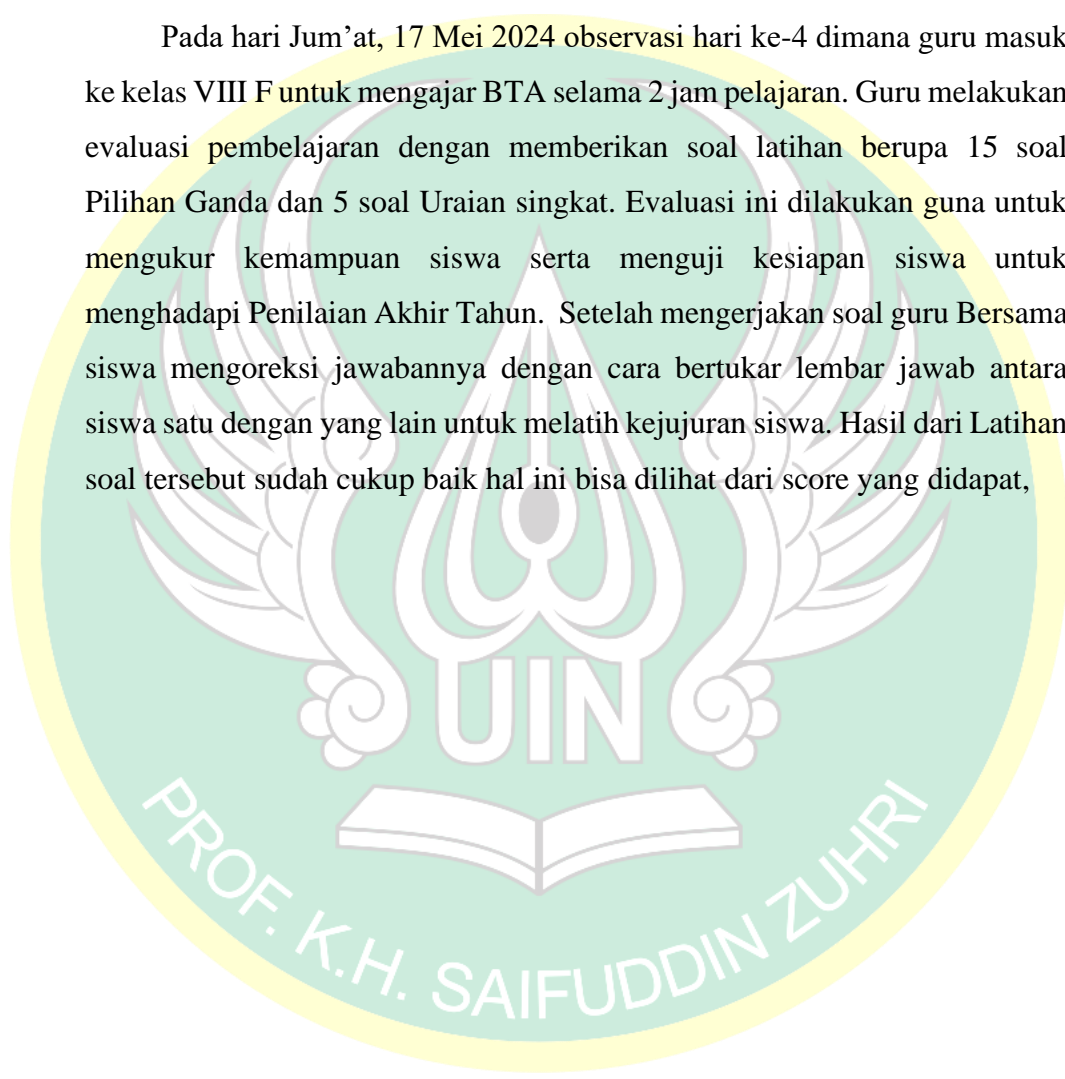 Pada hari Jum’at, 17 Mei 2024 observasi hari ke-4 dimana guru masuk
ke kelas VIII F untuk mengajar BTA selama 2 jam pelajaran. Guru melakukan
evaluasi pembelajaran dengan memberikan soal latihan berupa 15 soal
Pilihan Ganda dan 5 soal Uraian singkat. Evaluasi ini dilakukan guna untuk
mengukur kemampuan siswa serta menguji kesiapan siswa untuk
menghadapi Penilaian Akhir Tahun. Setelah mengerjakan soal guru Bersama
siswa mengoreksi jawabannya dengan cara bertukar lembar jawab antara
siswa satu dengan yang lain untuk melatih kejujuran siswa. Hasil dari Latihan
soal tersebut sudah cukup baik hal ini bisa dilihat dari score yang didapat,
UIN
PROF. K.H. SAIFUDDIN ZUHRI